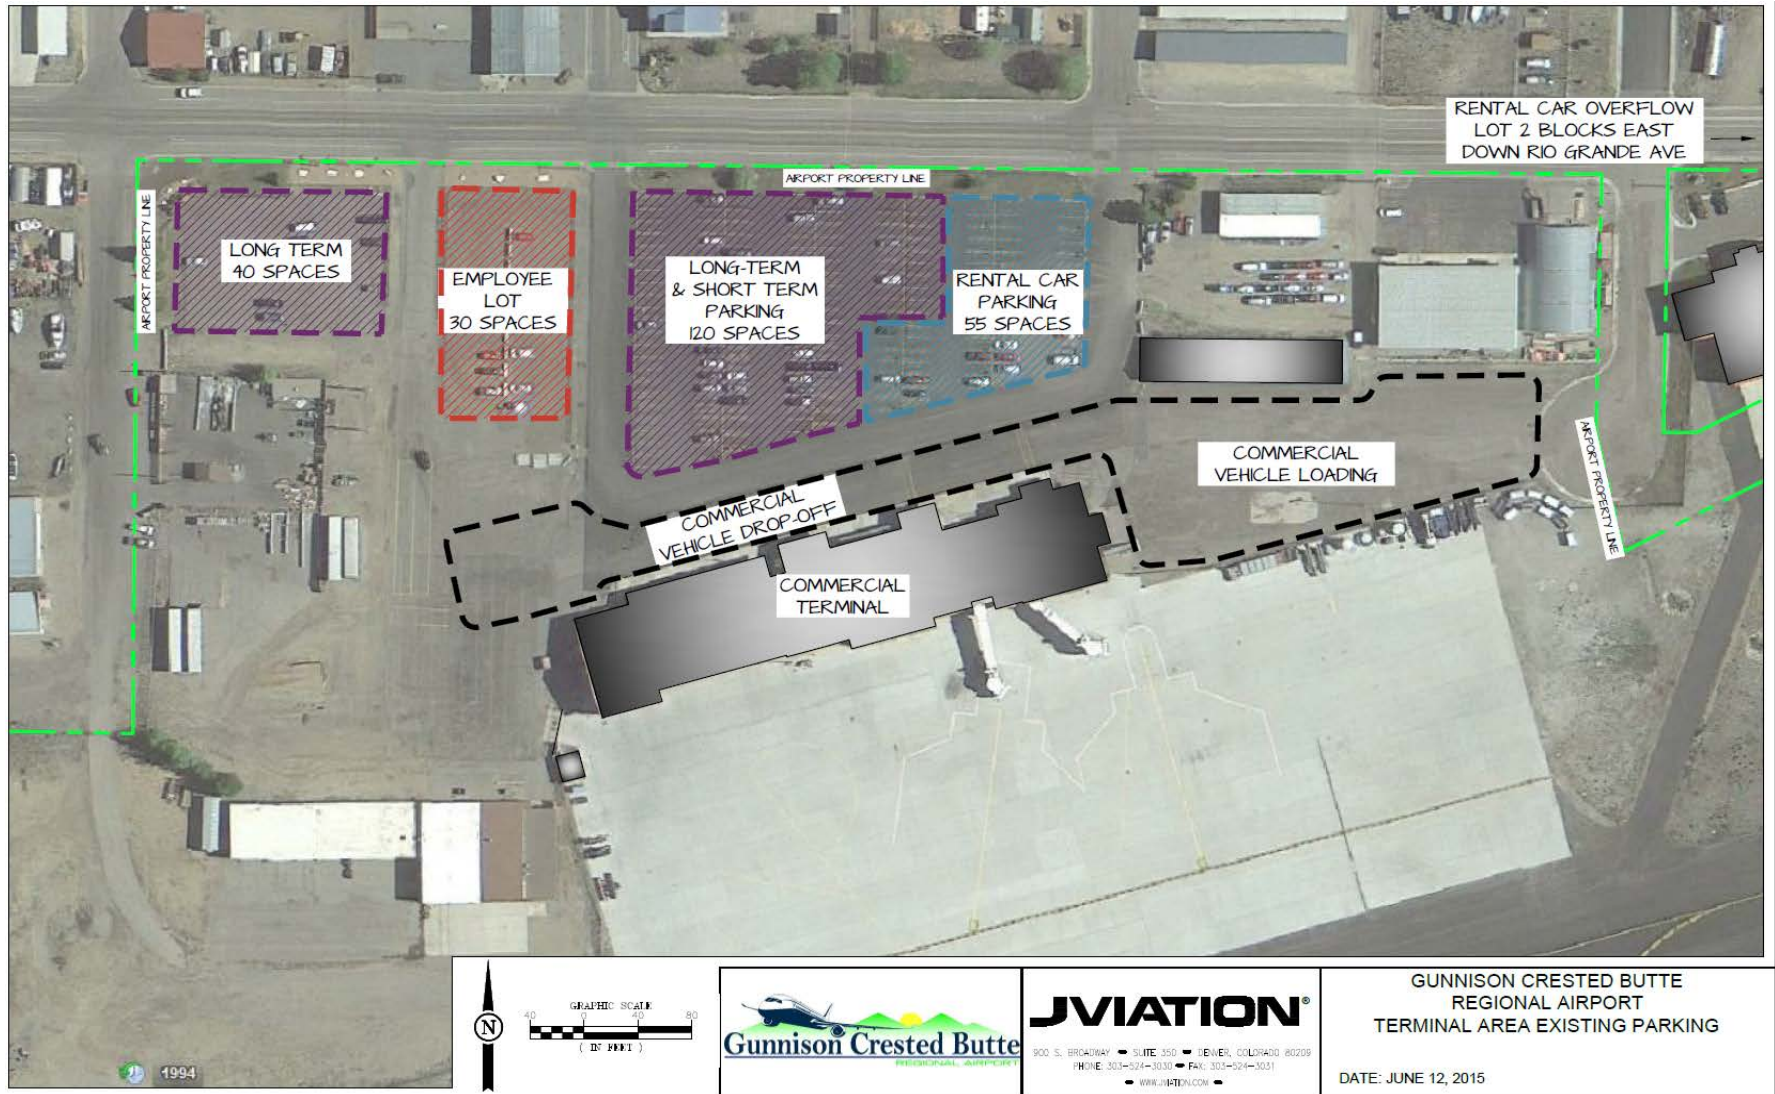 RENTAL CAR OVERFLOW
LOT 2 BLOCKS EAST
DOWN RIO GRANDE AVE
AIRPORT PROPERTY LINE
AIRPORT PROPERTY LINE
LONG TERM
40 SPACES
EMPLOYEE
LOT
30 SPACES
LONG-TERM
& SHORT TERM
PARKING
120 SPACES
RENTAL CAR
PARKING
55 SPACES
COMMERCIAL
VEHICLE LOADING
AIRPORT PROPERTY LINE
COMMERCIAL
VEHICLE DROP-OFF
COMMERCIAL
TERMINAL
N
GRAPHIC SCALE
40 0 40 80
( IN FEET )
Gunnison Crested Butte
REGIONAL AIRPORT
JVIATION®
900 S. BROADWAY SUITE 350 DENVER, COLORADO 80209
PHONE: 303-524-3030 FAX: 303-524-3031
WWW.JVIATION.COM
GUNNISON CRESTED BUTTE
REGIONAL AIRPORT
TERMINAL AREA EXISTING PARKING
DATE: JUNE 12, 2015
1994